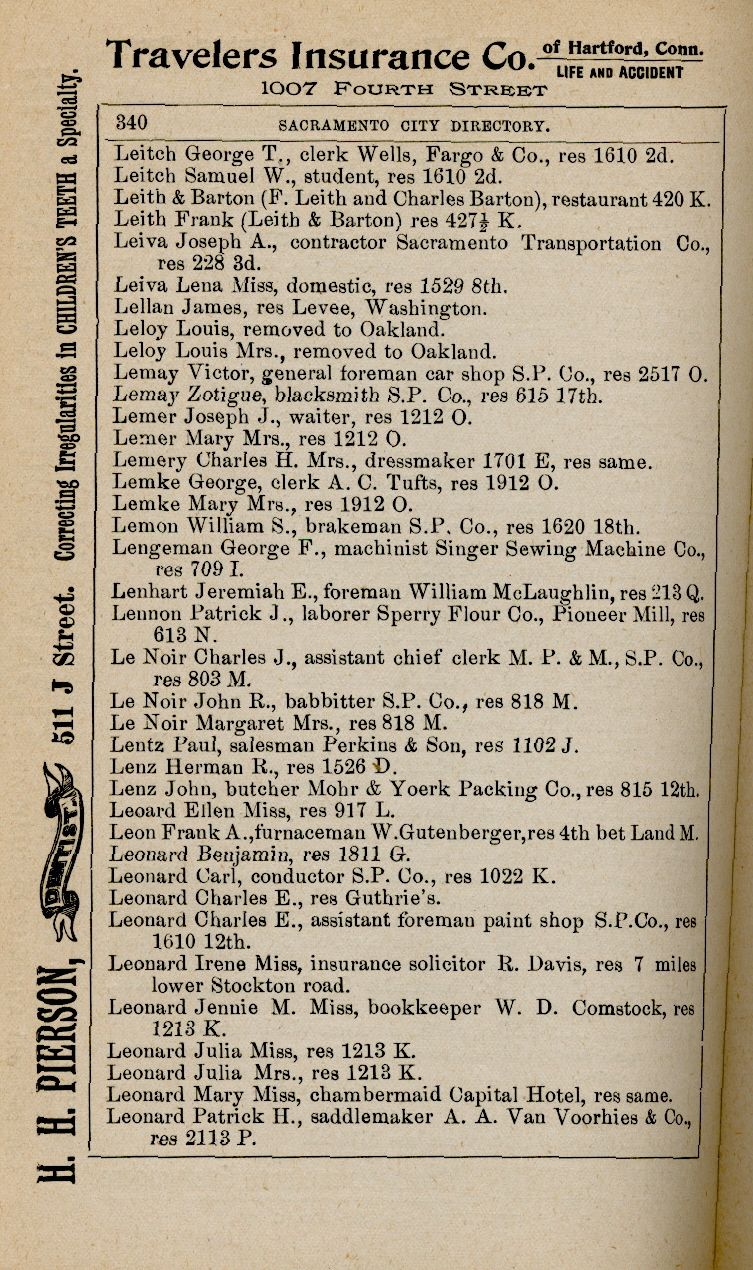 Travelers Insurance Co. of Hartford, Conn.
LIFE AND ACCIDENT
1007 FOURTH STREET
340 SACRAMENTO CITY DIRECTORY.
Leitch George T., clerk Wells, Fargo & Co., res 1610 2d.
Leitch Samuel W., student, res 1610 2d.
Leith & Barton (F. Leith and Charles Barton), restaurant 420 K.
Leith Frank (Leith & Barton) res 427½ K.
Leiva Joseph A., contractor Sacramento Transportation Co.,
res 228 3d.
Leiva Lena Miss, domestic, res 1529 8th.
Lellan James, res Levee, Washington.
Leloy Louis, removed to Oakland.
Leloy Louis Mrs., removed to Oakland.
Lemay Victor, general foreman car shop S.P. Co., res 2517 O.
Lemay Zotigue, blacksmith S.P. Co., res 615 17th.
Lemer Joseph J., waiter, res 1212 O.
Lemer Mary Mrs., res 1212 O.
Lemery Charles H. Mrs., dressmaker 1701 E, res same.
Lemke George, clerk A. C. Tufts, res 1912 O.
Lemke Mary Mrs., res 1912 O.
Lemon William S., brakeman S.P. Co., res 1620 18th.
Lengeman George F., machinist Singer Sewing Machine Co.,
res 709 I.
Lenhart Jeremiah E., foreman William McLaughlin, res 213 Q.
Lennon Patrick J., laborer Sperry Flour Co., Pioneer Mill, res
613 N.
Le Noir Charles J., assistant chief clerk M. P. & M., S.P. Co.,
res 803 M.
Le Noir John R., babbitter S.P. Co., res 818 M.
Le Noir Margaret Mrs., res 818 M.
Lentz Paul, salesman Perkins & Son, res 1102 J.
Lenz Herman R., res 1526 D.
Lenz John, butcher Mohr & Yoerk Packing Co., res 815 12th.
Leoard Ellen Miss, res 917 L.
Leon Frank A., furnaceman W. Gutenberger, res 4th bet L and M.
Leonard Benjamin, res 1811 G.
Leonard Carl, conductor S.P. Co., res 1022 K.
Leonard Charles E., res Guthrie's.
Leonard Charles E., assistant foreman paint shop S.P.Co., res
1610 12th.
Leonard Irene Miss, insurance solicitor R. Davis, res 7 miles
lower Stockton road.
Leonard Jennie M. Miss, bookkeeper W. D. Comstock, res
1213 K.
Leonard Julia Miss, res 1213 K.
Leonard Julia Mrs., res 1213 K.
Leonard Mary Miss, chambermaid Capital Hotel, res same.
Leonard Patrick H., saddlemaker A. A. Van Voorhies & Co.,
res 2113 P.
H. H. PIERSON, DENTIST. 511 J Street. Correcting Irregularities in CHILDREN'S TEETH a Specialty.